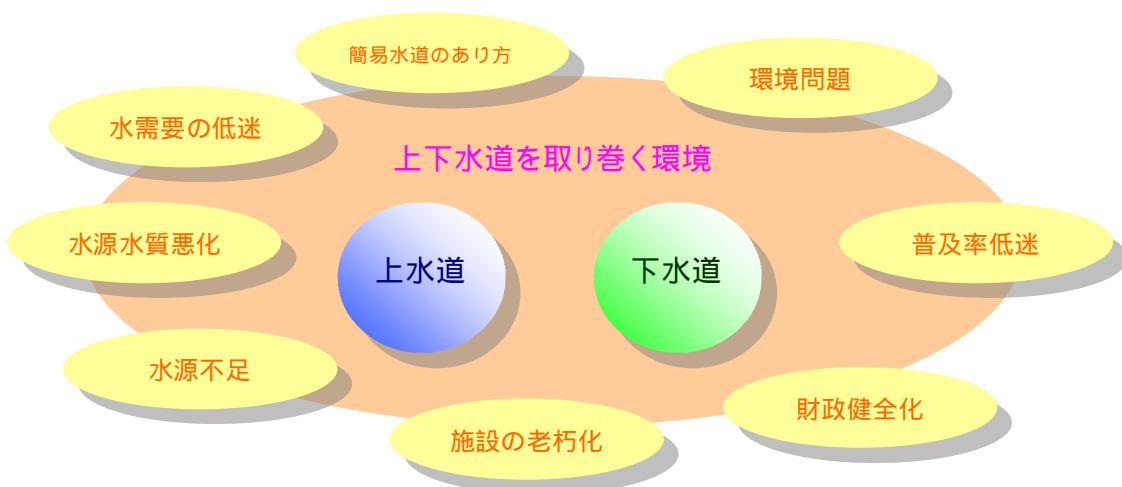 簡易水道のあり方
環境問題
水需要の低迷
上下水道を取り巻く環境
水源水質悪化
上水道
下水道
普及率低迷
水源不足
財政健全化
施設の老朽化